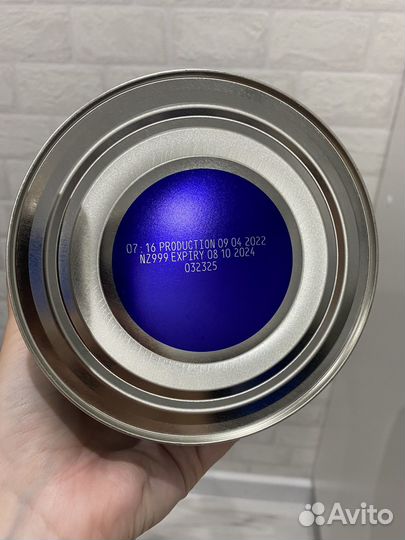 07 : 16 PRODUCTION 09 04 2022
NZ999 EXPIRY 08 10 2024
032325
Avito